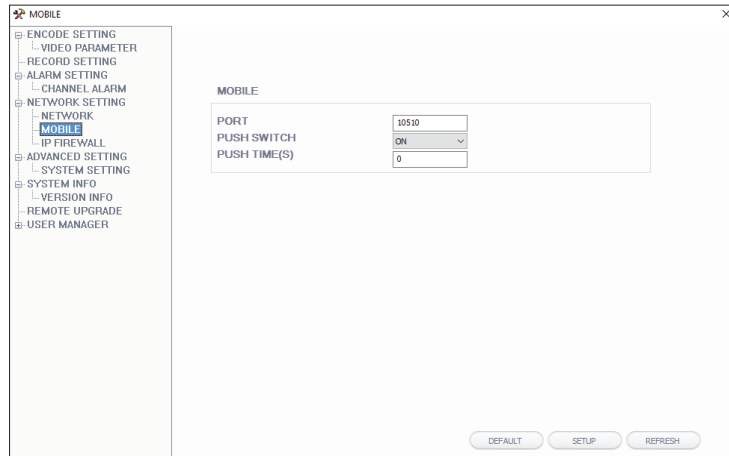 MOBILE
ENCODE SETTING
VIDEO PARAMETER
RECORD SETTING
ALARM SETTING
CHANNEL ALARM
NETWORK SETTING
NETWORK
MOBILE
IP FIREWALL
ADVANCED SETTING
SYSTEM SETTING
SYSTEM INFO
VERSION INFO
REMOTE UPGRADE
USER MANAGER
MOBILE
PORT 10510
PUSH SWITCH ON
PUSH TIME(S) 0
DEFAULT SETUP REFRESH